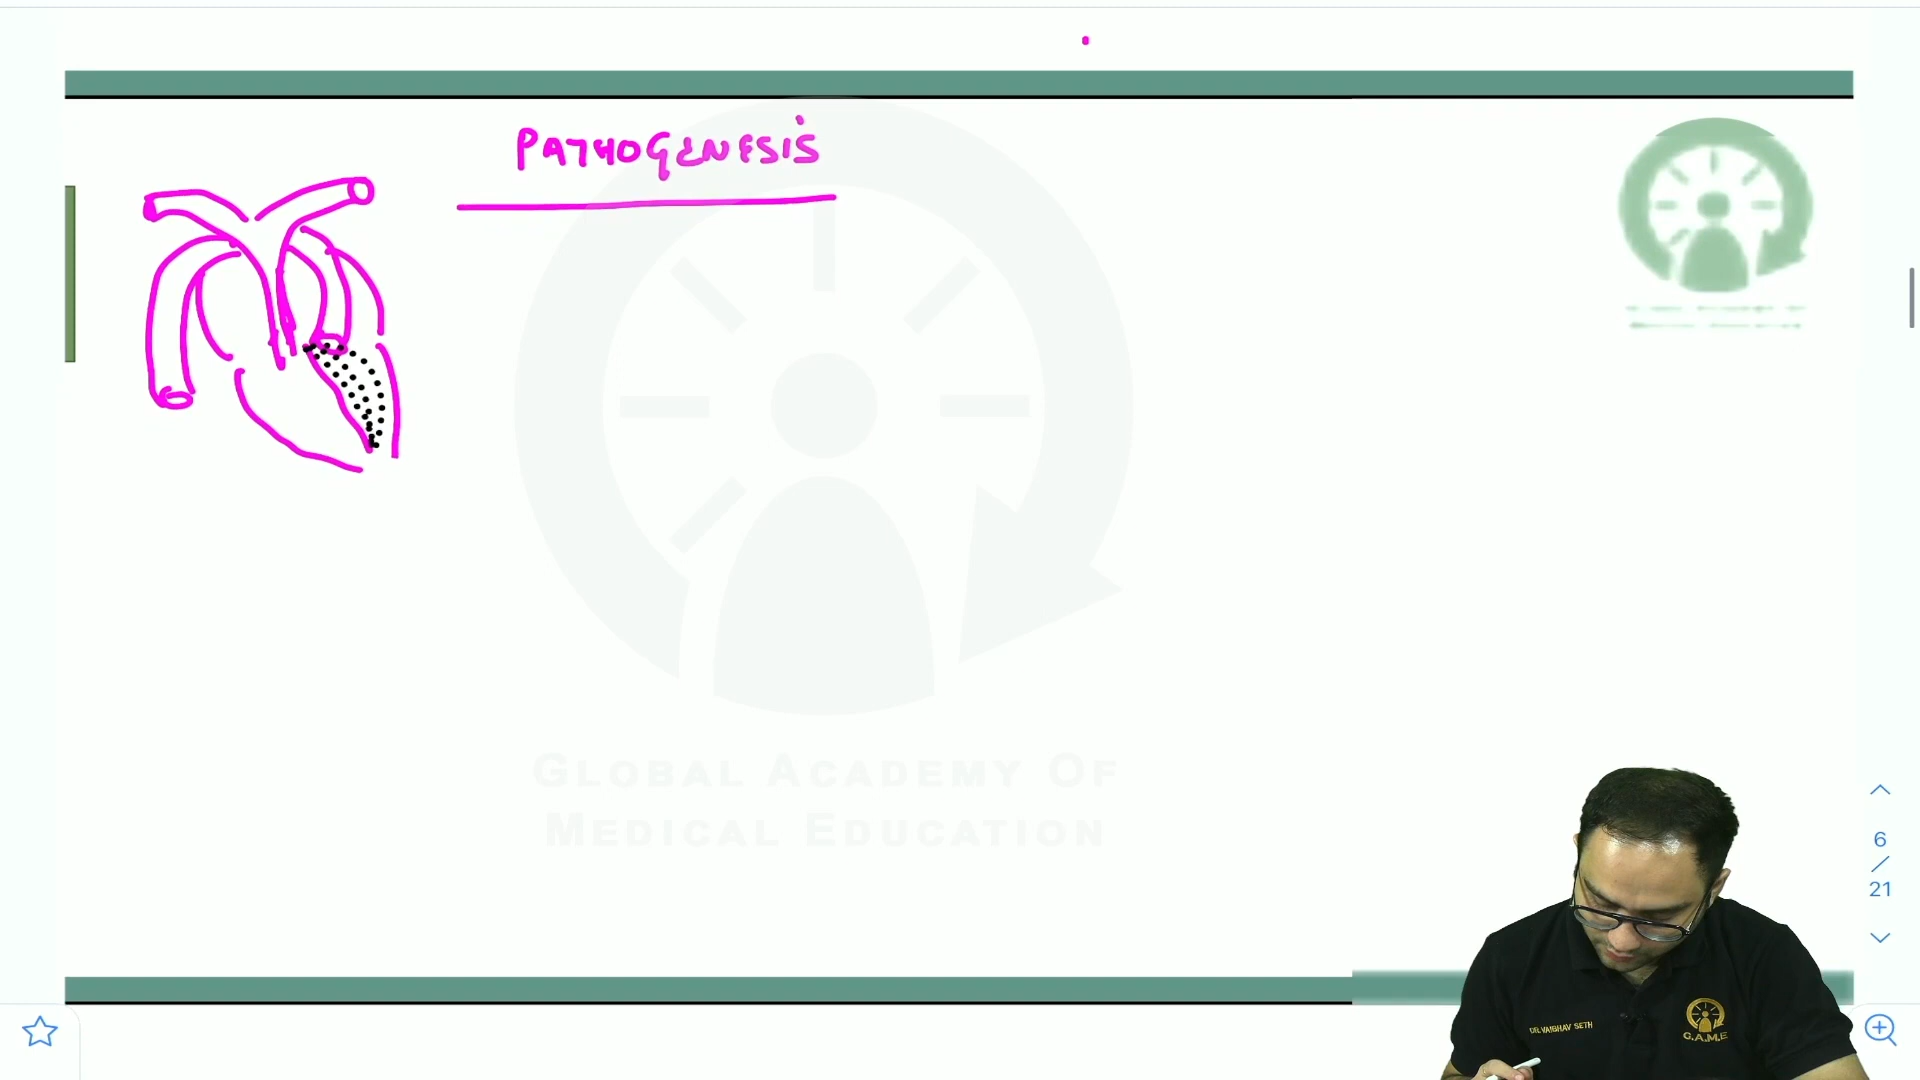 PATHOGENESIS
GLOBAL ACADEMY OF
MEDICAL EDUCATION
6
/
21
DR.VAIBHAV SETH
G.A.M.E